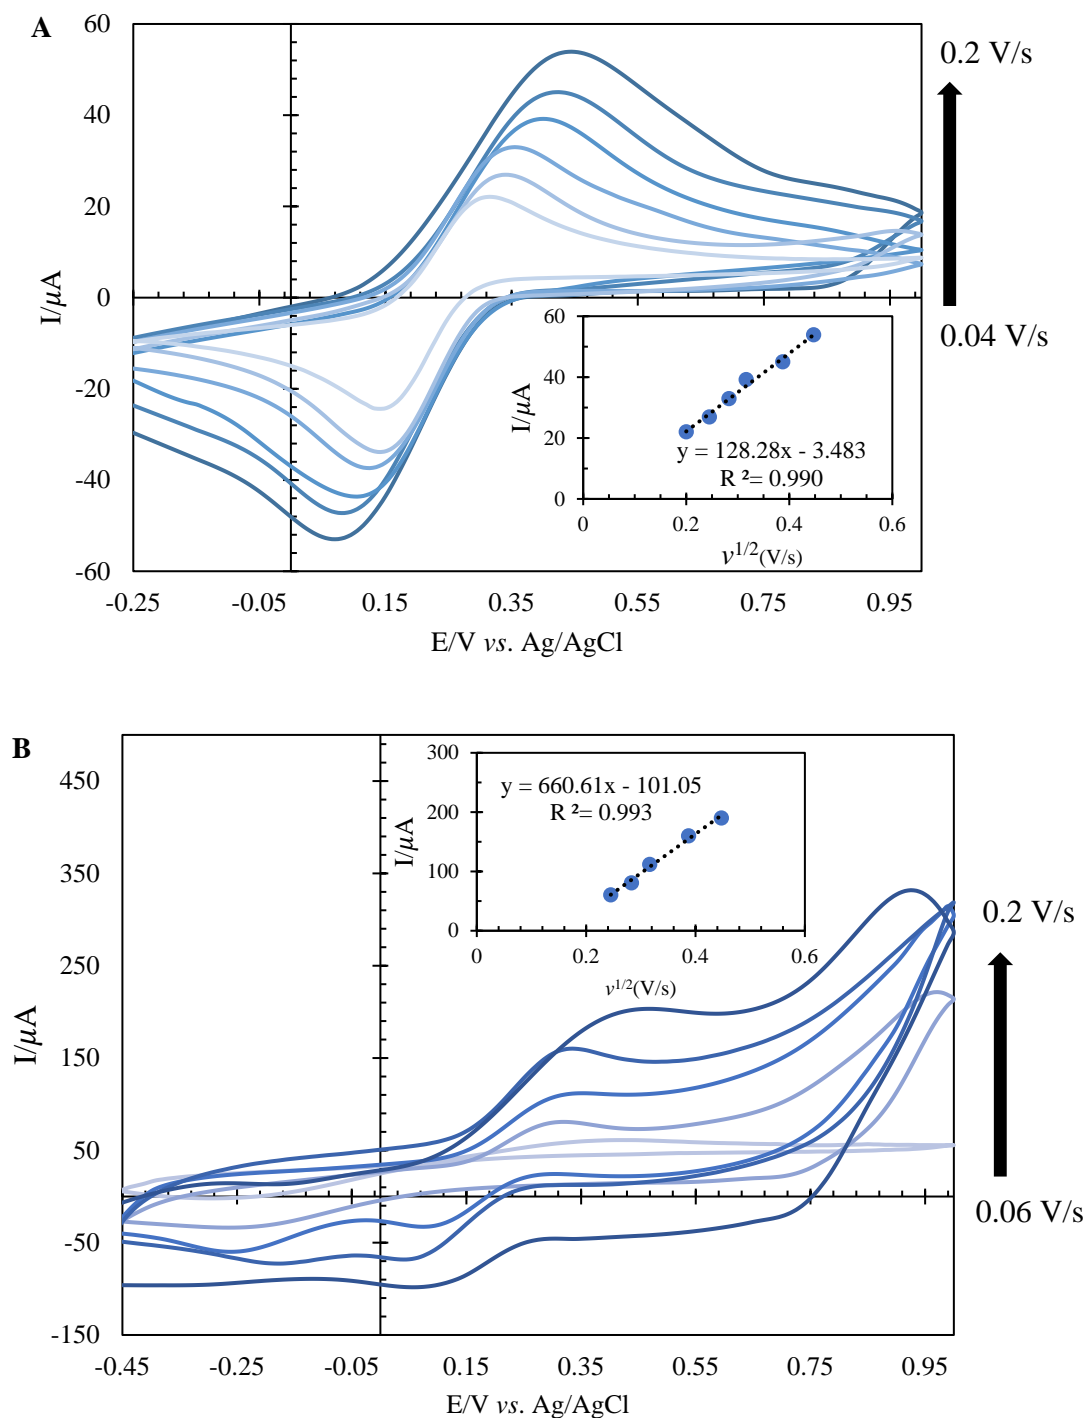 A
60
40
20
0
-20
-40
-60
I/µA
-0.25 -0.05 0.15 0.35 0.55 0.75 0.95
E/V vs. Ag/AgCl
0.2 V/s
0.04 V/s
60
40
20
0
I/µA
y = 128.28x - 3.483
R ²= 0.990
0 0.2 0.4 0.6
v^1/2(V/s)
B
450
350
250
150
50
-50
-150
I/µA
-0.45 -0.25 -0.05 0.15 0.35 0.55 0.75 0.95
E/V vs. Ag/AgCl
300
200
100
0
I/µA
y = 660.61x - 101.05
R ²= 0.993
0 0.2 0.4 0.6
v^1/2(V/s)
0.2 V/s
0.06 V/s